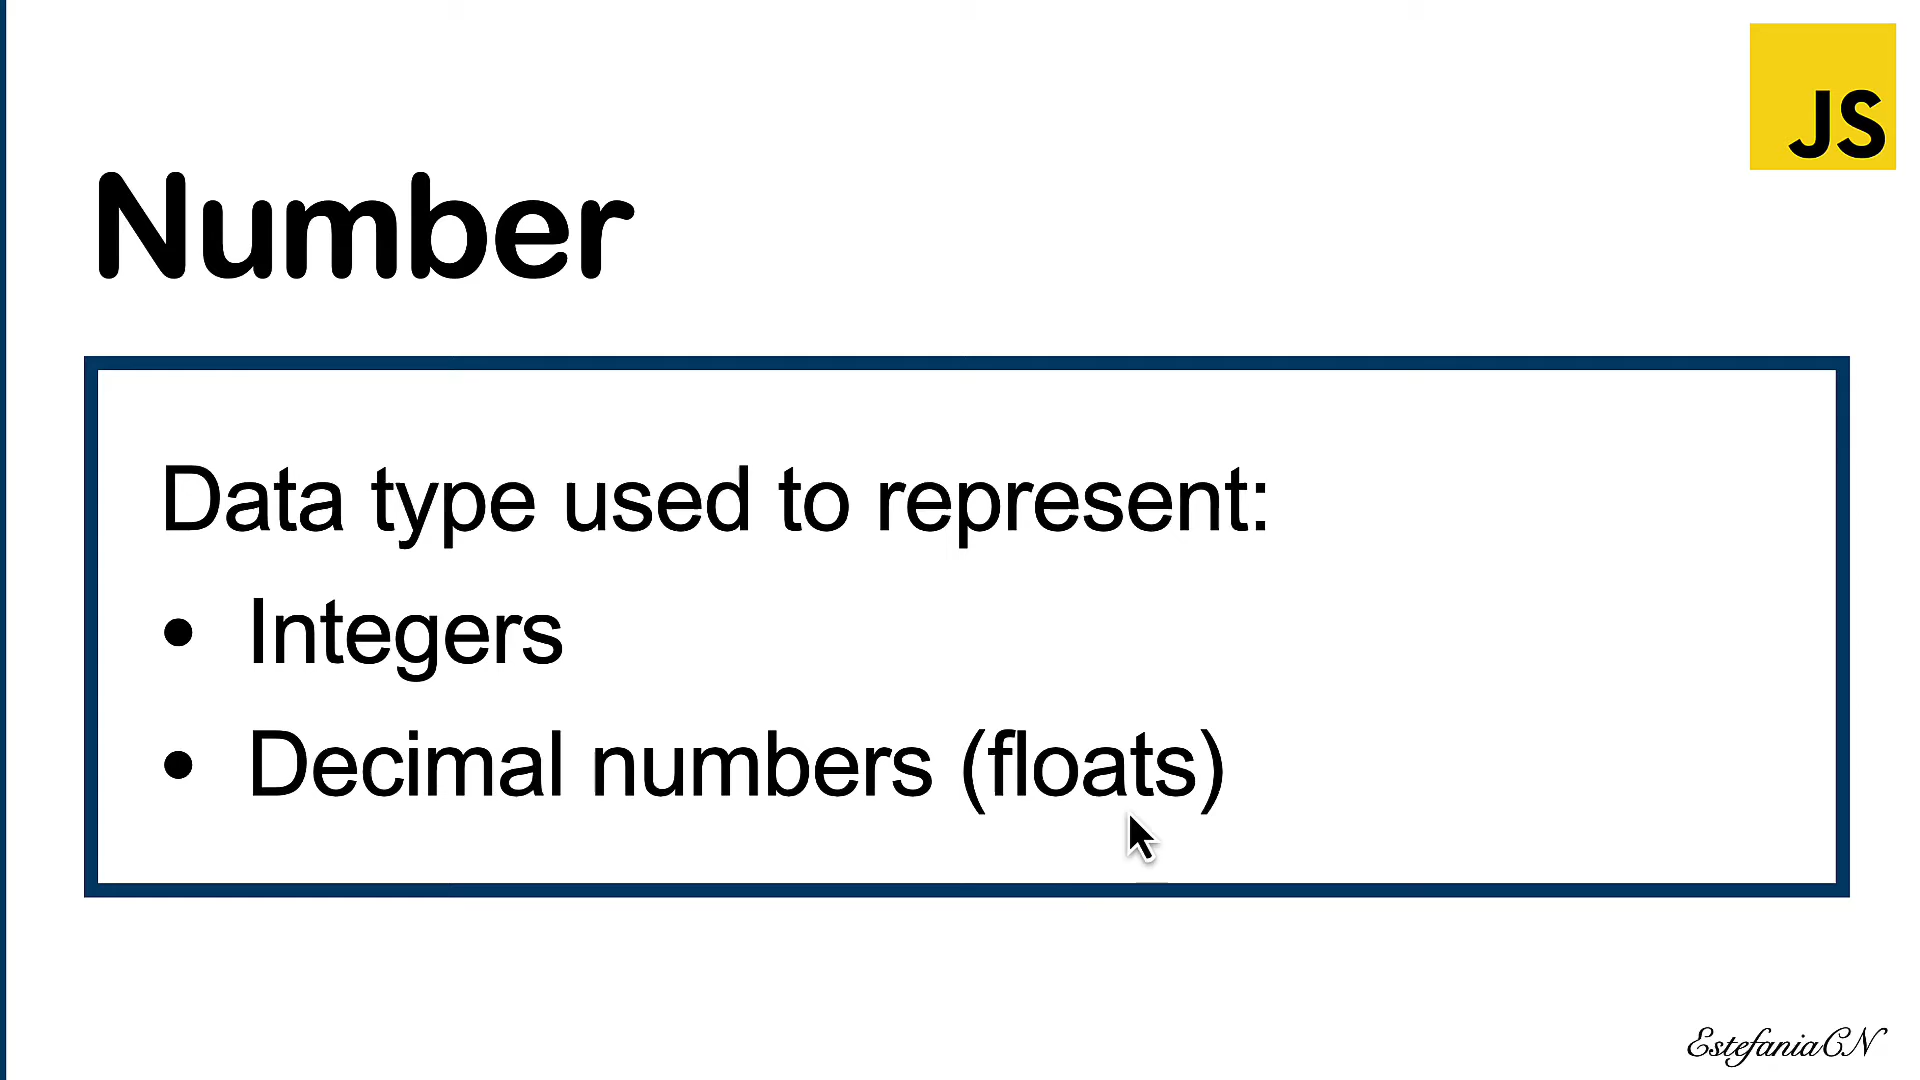 JS
Number
Data type used to represent:
• Integers
• Decimal numbers (floats)
EstefaniaCN